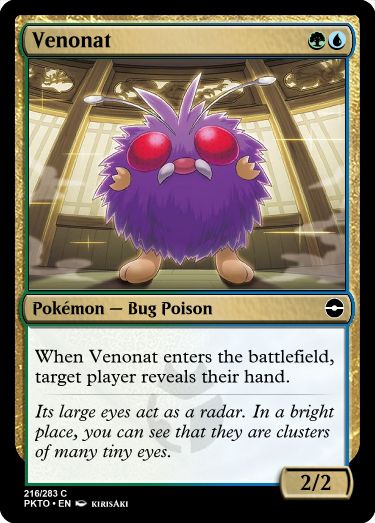 Venonat
Pokémon — Bug Poison
When Venonat enters the battlefield,
target player reveals their hand.
Its large eyes act as a radar. In a bright
place, you can see that they are clusters
of many tiny eyes.
2/2
216/283 C
PKTO • EN KIRISAKI